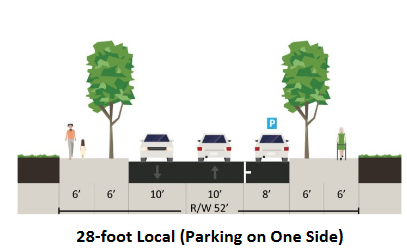 P
6' 6' 10' 10' 8' 6' 6'
R/W 52'
28-foot Local (Parking on One Side)